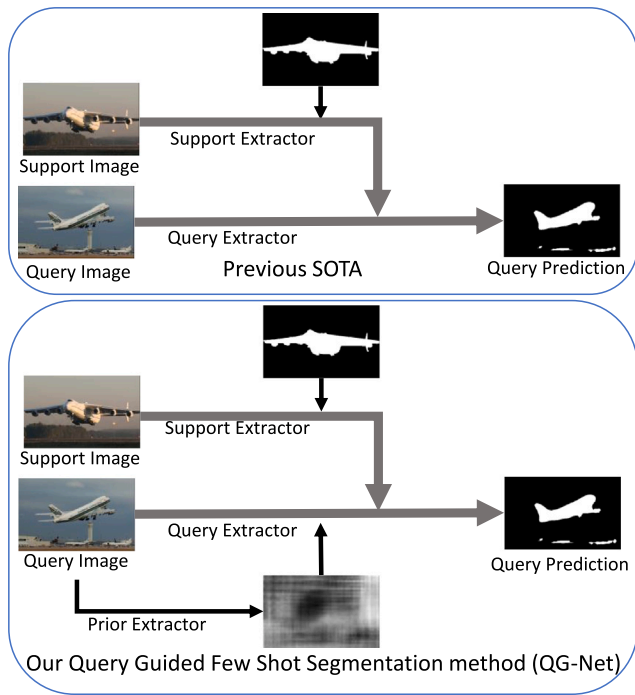 Support Extractor
Support Image
Query Extractor
Query Image
Previous SOTA
Query Prediction
Support Extractor
Support Image
Query Extractor
Query Image
Query Prediction
Prior Extractor
Our Query Guided Few Shot Segmentation method (QG-Net)